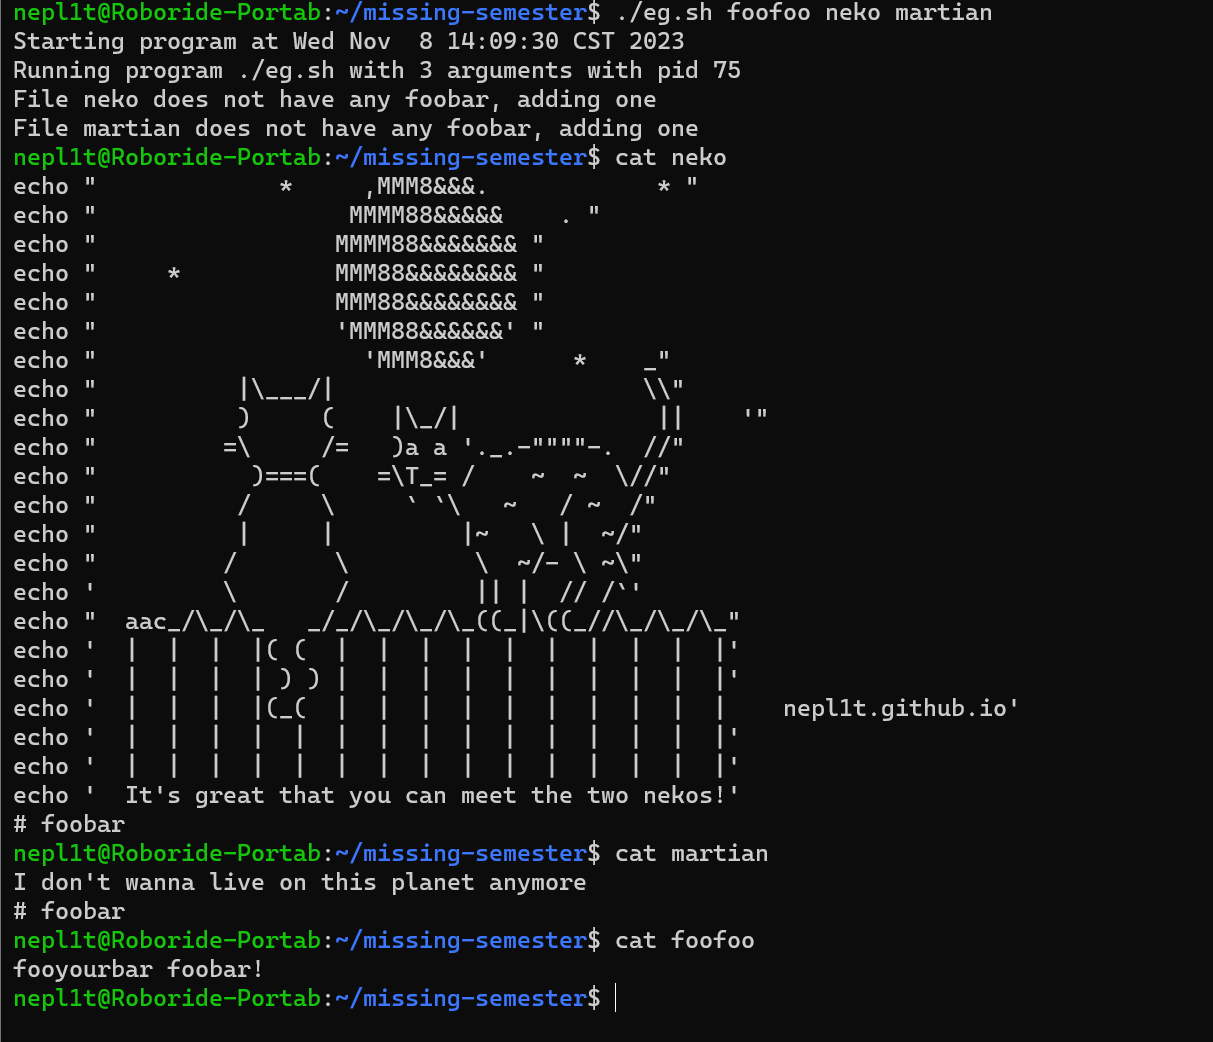 nepl1t@Roboride-Portab:~/missing-semester$ ./eg.sh foofoo neko martian
Starting program at Wed Nov  8 14:09:30 CST 2023
Running program ./eg.sh with 3 arguments with pid 75
File neko does not have any foobar, adding one
File martian does not have any foobar, adding one
nepl1t@Roboride-Portab:~/missing-semester$ cat neko
echo "             *     ,MMM8&&&.            * "
echo "                  MMMM88&&&&&    . "
echo "                 MMMM88&&&&&&& "
echo "     *           MMM88&&&&&&&& "
echo "                 MMM88&&&&&&&& "
echo "                 'MMM88&&&&&&' "
echo "                   'MMM8&&&'      *    _"
echo "          |\___/|                      \\"
echo "          )     (    |\_/|              ||    '"
echo "         =\     /=   )a a '._.-""""-.  //"
echo "           )===(    =\T_= /    ~  ~  \//"
echo "          /     \     ` `\   ~   / ~  /"
echo "          |     |         |~   \ |  ~/"
echo "         /       \         \  ~/- \ ~\"
echo '         \       /         || |  // /`'
echo "  aac_/\_/\_   _/_/\_/\_/\_((_|\((_//\_/\_/\_"
echo '  |  |  |  |( (  |  |  |  |  |  |  |  |  |  |'
echo '  |  |  |  | ) ) |  |  |  |  |  |  |  |  |  |'
echo '  |  |  |  |(_(  |  |  |  |  |  |  |  |  |  |    nepl1t.github.io'
echo '  |  |  |  |  |  |  |  |  |  |  |  |  |  |  |'
echo '  |  |  |  |  |  |  |  |  |  |  |  |  |  |  |'
echo '  It's great that you can meet the two nekos!'
# foobar
nepl1t@Roboride-Portab:~/missing-semester$ cat martian
I don't wanna live on this planet anymore
# foobar
nepl1t@Roboride-Portab:~/missing-semester$ cat foofoo
fooyourbar foobar!
nepl1t@Roboride-Portab:~/missing-semester$